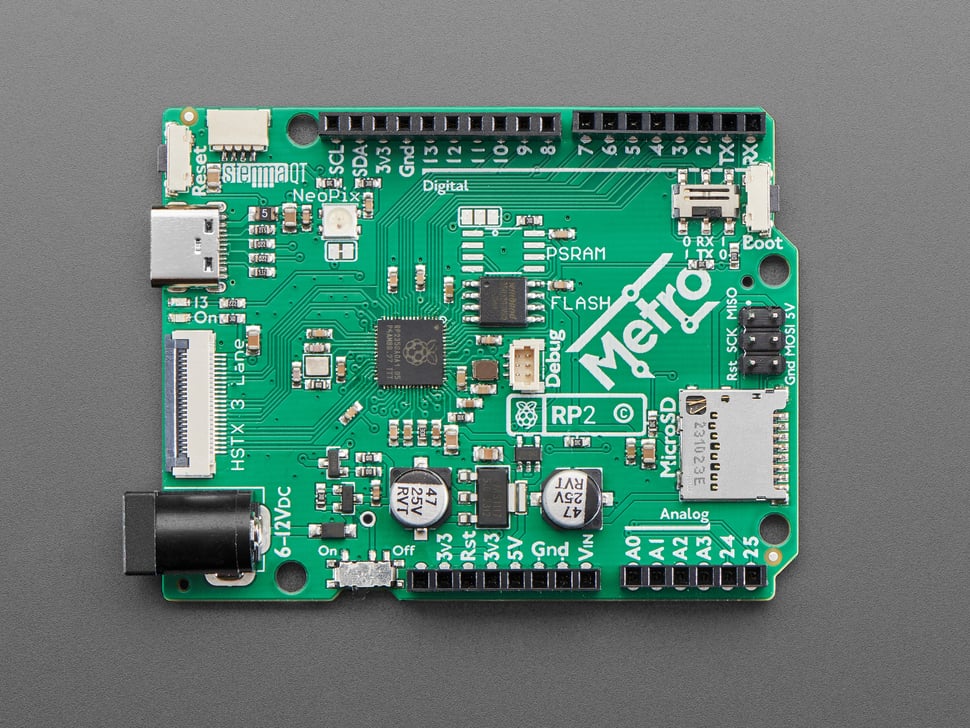 SCL
SDA
3v3
Gnd
13
12
11
10
9
8
7
6
5
4
3
2
TX
RX
Reset
stemma QT
Digital
NeoPix
5
0 RX 1
1 TX 0
Boot
PSRAM
FLASH
Metro
I3
On
MISO
5V
SCK
MOSI
Rst
Gnd
HSTX 3 Lane
Debug
RP2 ©
MicroSD
231023E
47
25V
RVT
47
25V
RVT
6-12VDC
On
Off
3v3
Rst
3v3
5V
Gnd
VIN
Analog
A0
A1
A2
A3
24
25